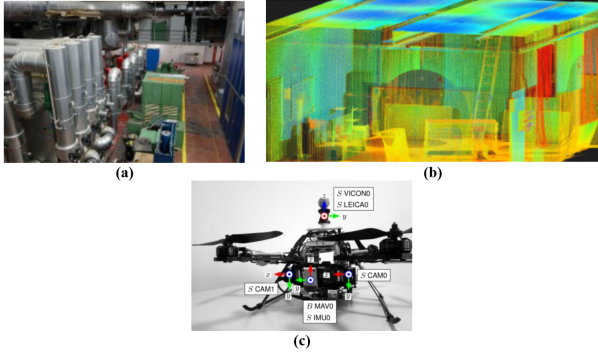 (a)
(b)
z
S VICON0
S LEICA0
y
z
x
x
S CAM1
y
S CAM0
y
y
B MAV0
S IMU0
(c)